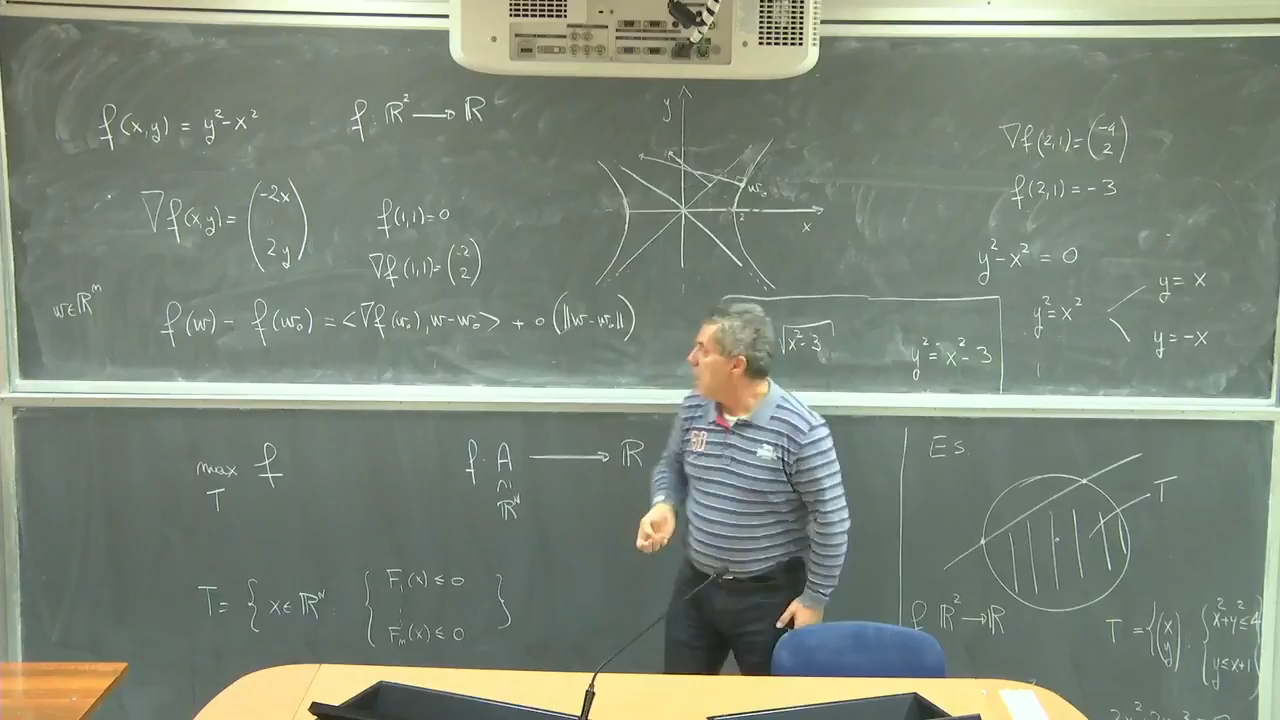 f(x,y) = y²-x²
f: ℝ² → ℝ
∇f(x,y) = (-2x 2y)
f(1,1)=0
∇f(1,1)=(-2 2)
w∈ℝᵐ
f(w) - f(w₀) = <∇f(w₀), w-w₀> + o(||w-w₀||)
y
w₀
2
x
∇f(2,1)=(-4 2)
f(2,1) = -3
y²-x² = 0
y²=x²
y = x
y = -x
√x²-3
y²=x²-3
max f
T
f: A → ℝ
∩
ℝᴺ
T = { x∈ℝᴺ: { F₁(x) ≤ 0
⋮
Fₘ(x) ≤ 0 }
50
Es.
T
f: ℝ² → ℝ
T = {(x y) : { x²+y² ≤ 4
y ≤ x+1